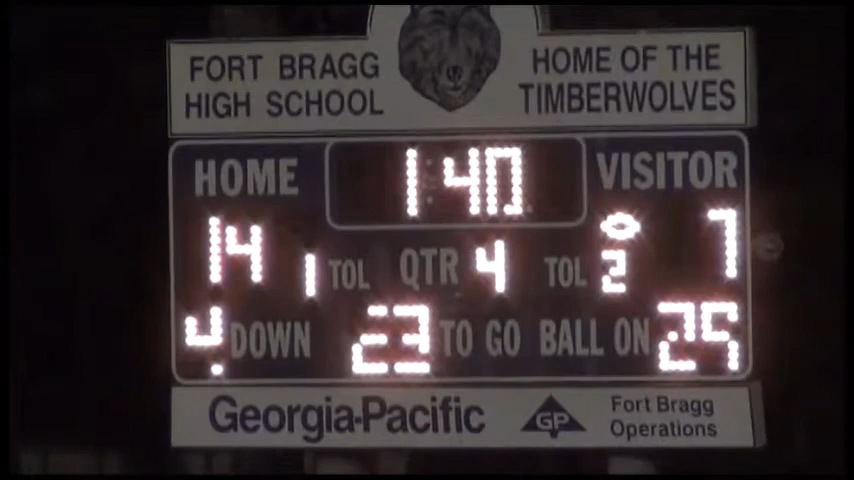 FORT BRAGG
HIGH SCHOOL
HOME OF THE
TIMBERWOLVES
HOME 1:40 VISITOR
14 1 TOL QTR 4 TOL 2 7
4 DOWN 23 TO GO BALL ON 25
Georgia-Pacific GP
Fort Bragg
Operations